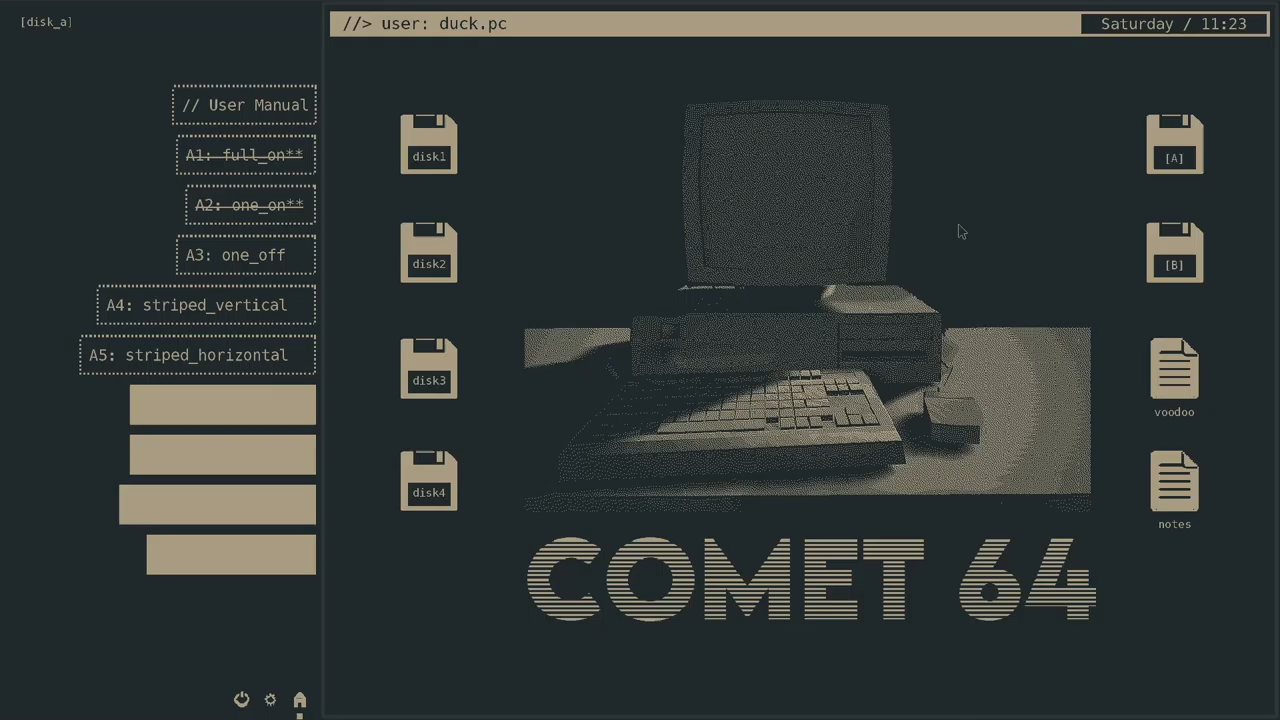 [disk_a]
// User Manual
A1: full_on**
A2: one_on**
A3: one_off
A4: striped_vertical
A5: striped_horizontal
//> user: duck.pc
Saturday / 11:23
disk1
disk2
disk3
disk4
[A]
[B]
voodoo
notes
COMET 64